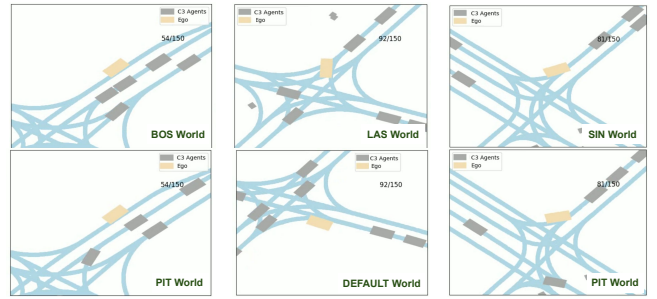 C3 Agents
Ego
54/150
BOS World
C3 Agents
Ego
92/150
LAS World
C3 Agents
Ego
81/150
SIN World
C3 Agents
Ego
54/150
PIT World
C3 Agents
Ego
92/150
DEFAULT World
C3 Agents
Ego
81/150
PIT World